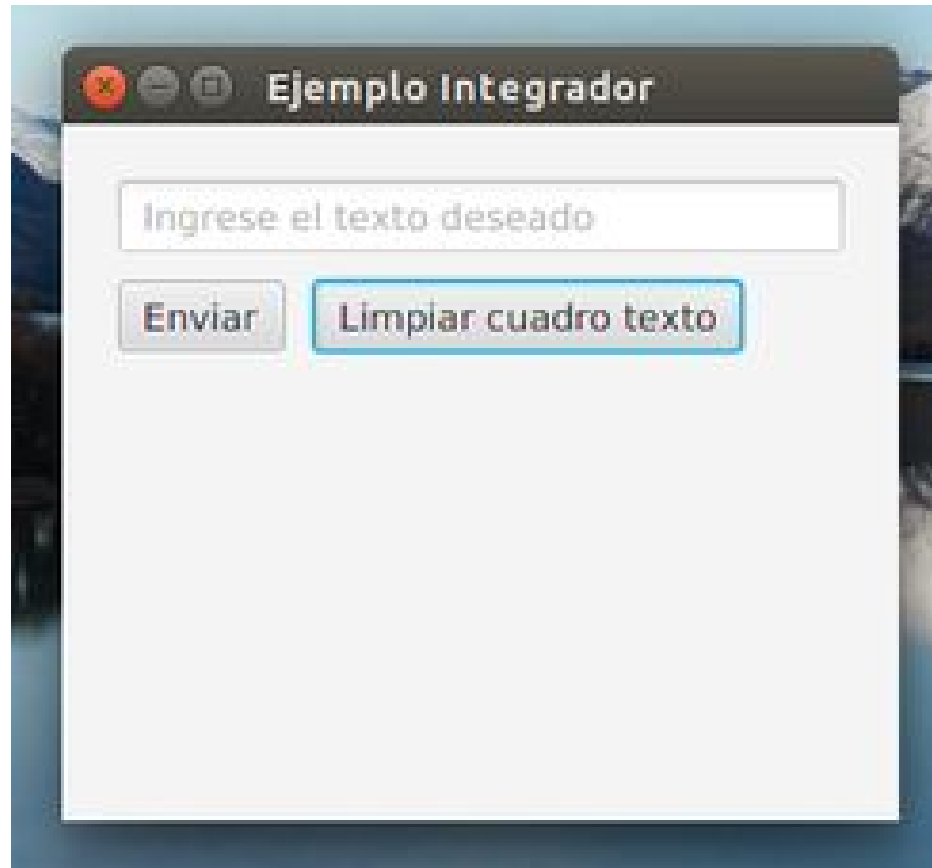 Ejemplo Integrador
Ingrese el texto deseado
Enviar Limpiar cuadro texto